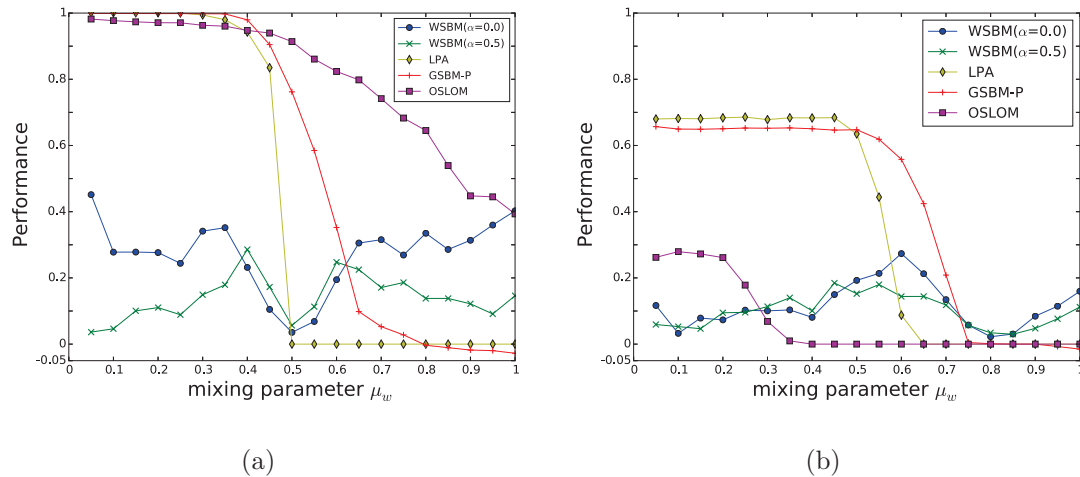 1
0.8
0.6
0.4
0.2
0
-0.05
0 0.1 0.2 0.3 0.4 0.5 0.6 0.7 0.8 0.9 1
Performance
mixing parameter μw
WSBM(α=0.0)
WSBM(α=0.5)
LPA
GSBM-P
OSLOM
(a)
1
0.8
0.6
0.4
0.2
0
-0.05
0 0.1 0.2 0.3 0.4 0.5 0.6 0.7 0.8 0.9 1
Performance
mixing parameter μw
WSBM(α=0.0)
WSBM(α=0.5)
LPA
GSBM-P
OSLOM
(b)